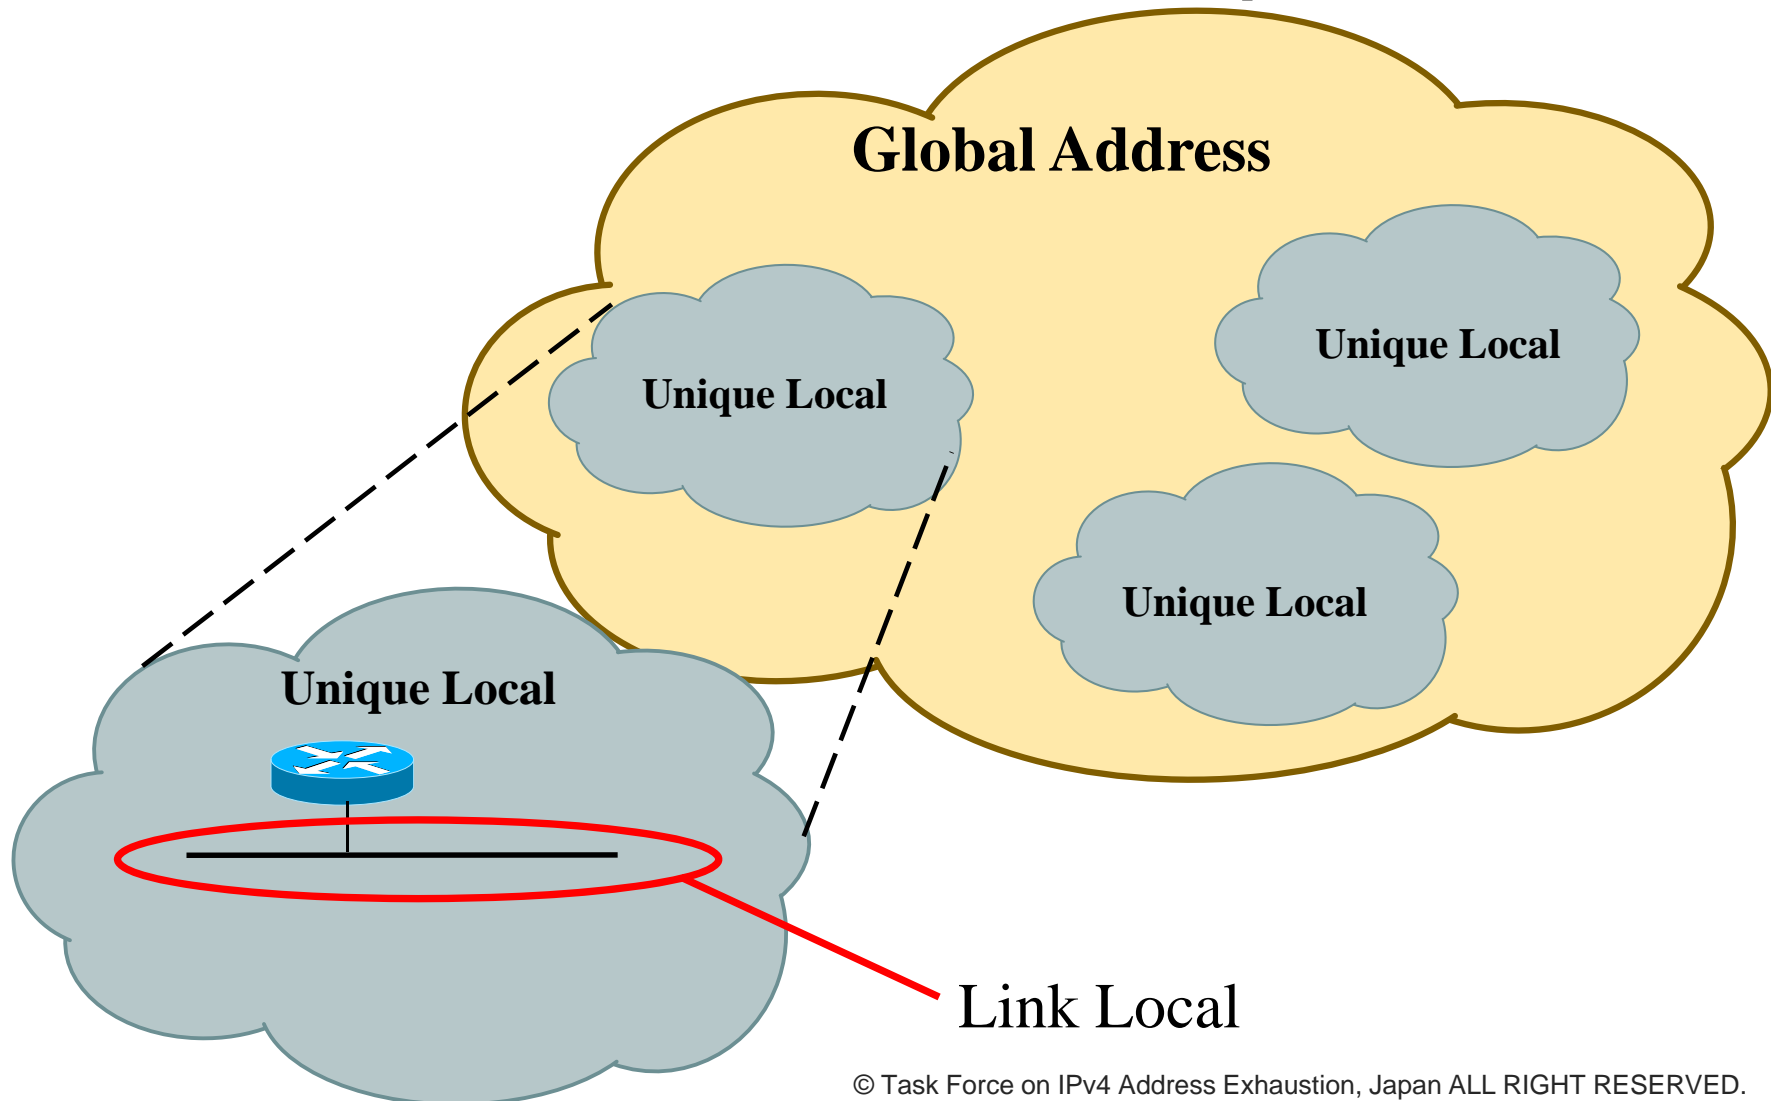 Global Address
Unique Local
Unique Local
Unique Local
Unique Local
Link Local
© Task Force on IPv4 Address Exhaustion, Japan ALL RIGHT RESERVED.